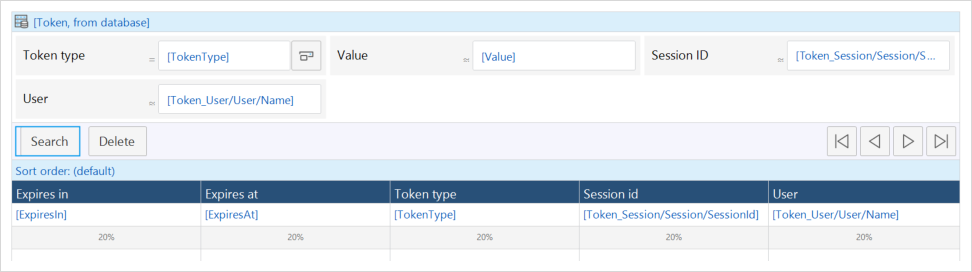 [Token, from database]
Token type = [TokenType] Value ≃ [Value] Session ID ≃ [Token_Session/Session/S...
User ≃ [Token_User/User/Name]
Search Delete
Sort order: (default)
Expires in Expires at Token type Session id User
[ExpiresIn] [ExpiresAt] [TokenType] [Token_Session/Session/SessionId] [Token_User/User/Name]
20% 20% 20% 20% 20%